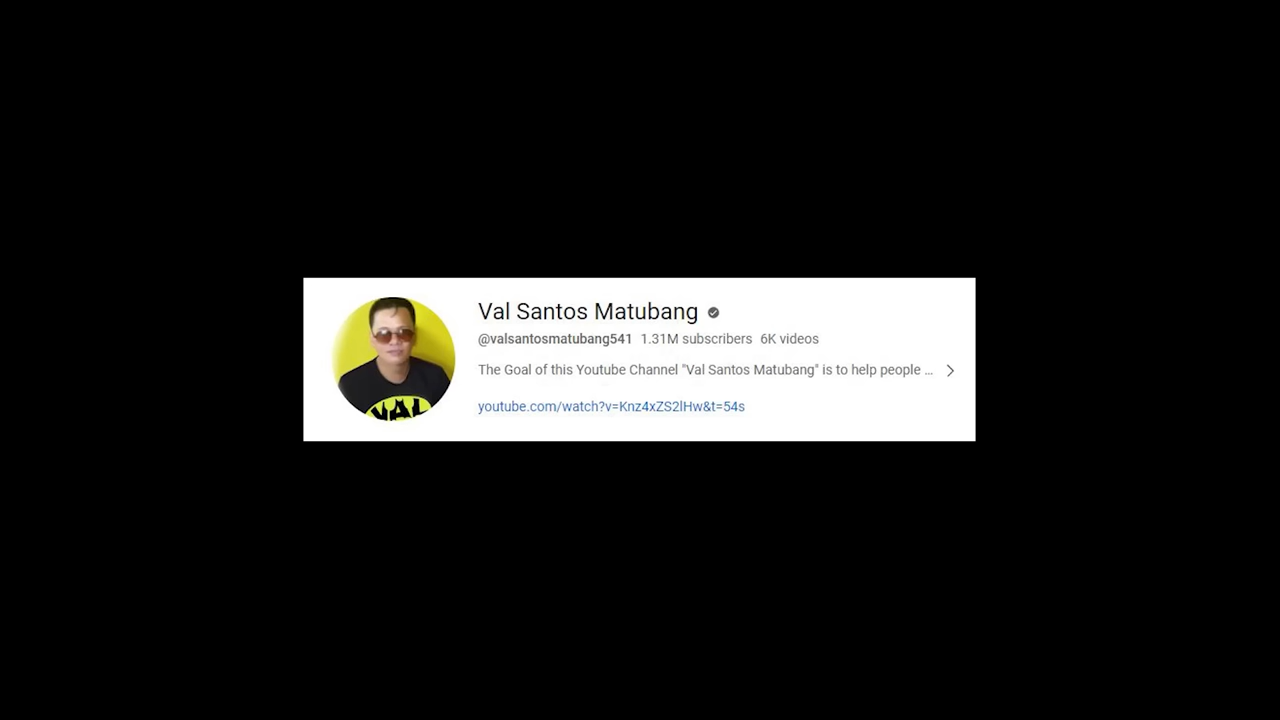 Val Santos Matubang
@valsantosmatubang541 1.31M subscribers 6K videos
The Goal of this Youtube Channel "Val Santos Matubang" is to help people ...
youtube.com/watch?v=Knz4xZS2lHw&t=54s
VAL